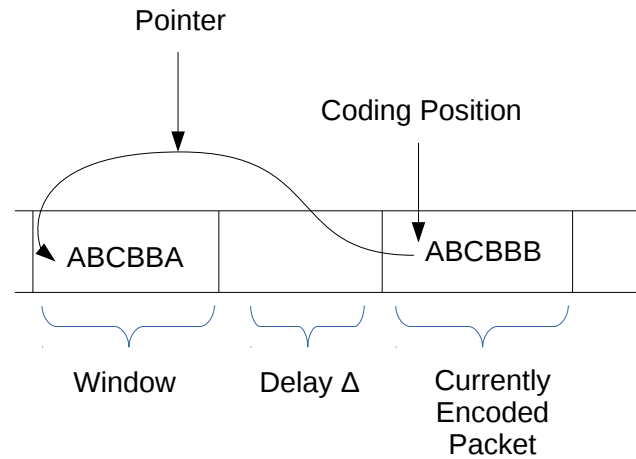 Pointer
Coding Position
ABCBBA
ABCBBB
Window
Delay Δ
Currently
Encoded
Packet